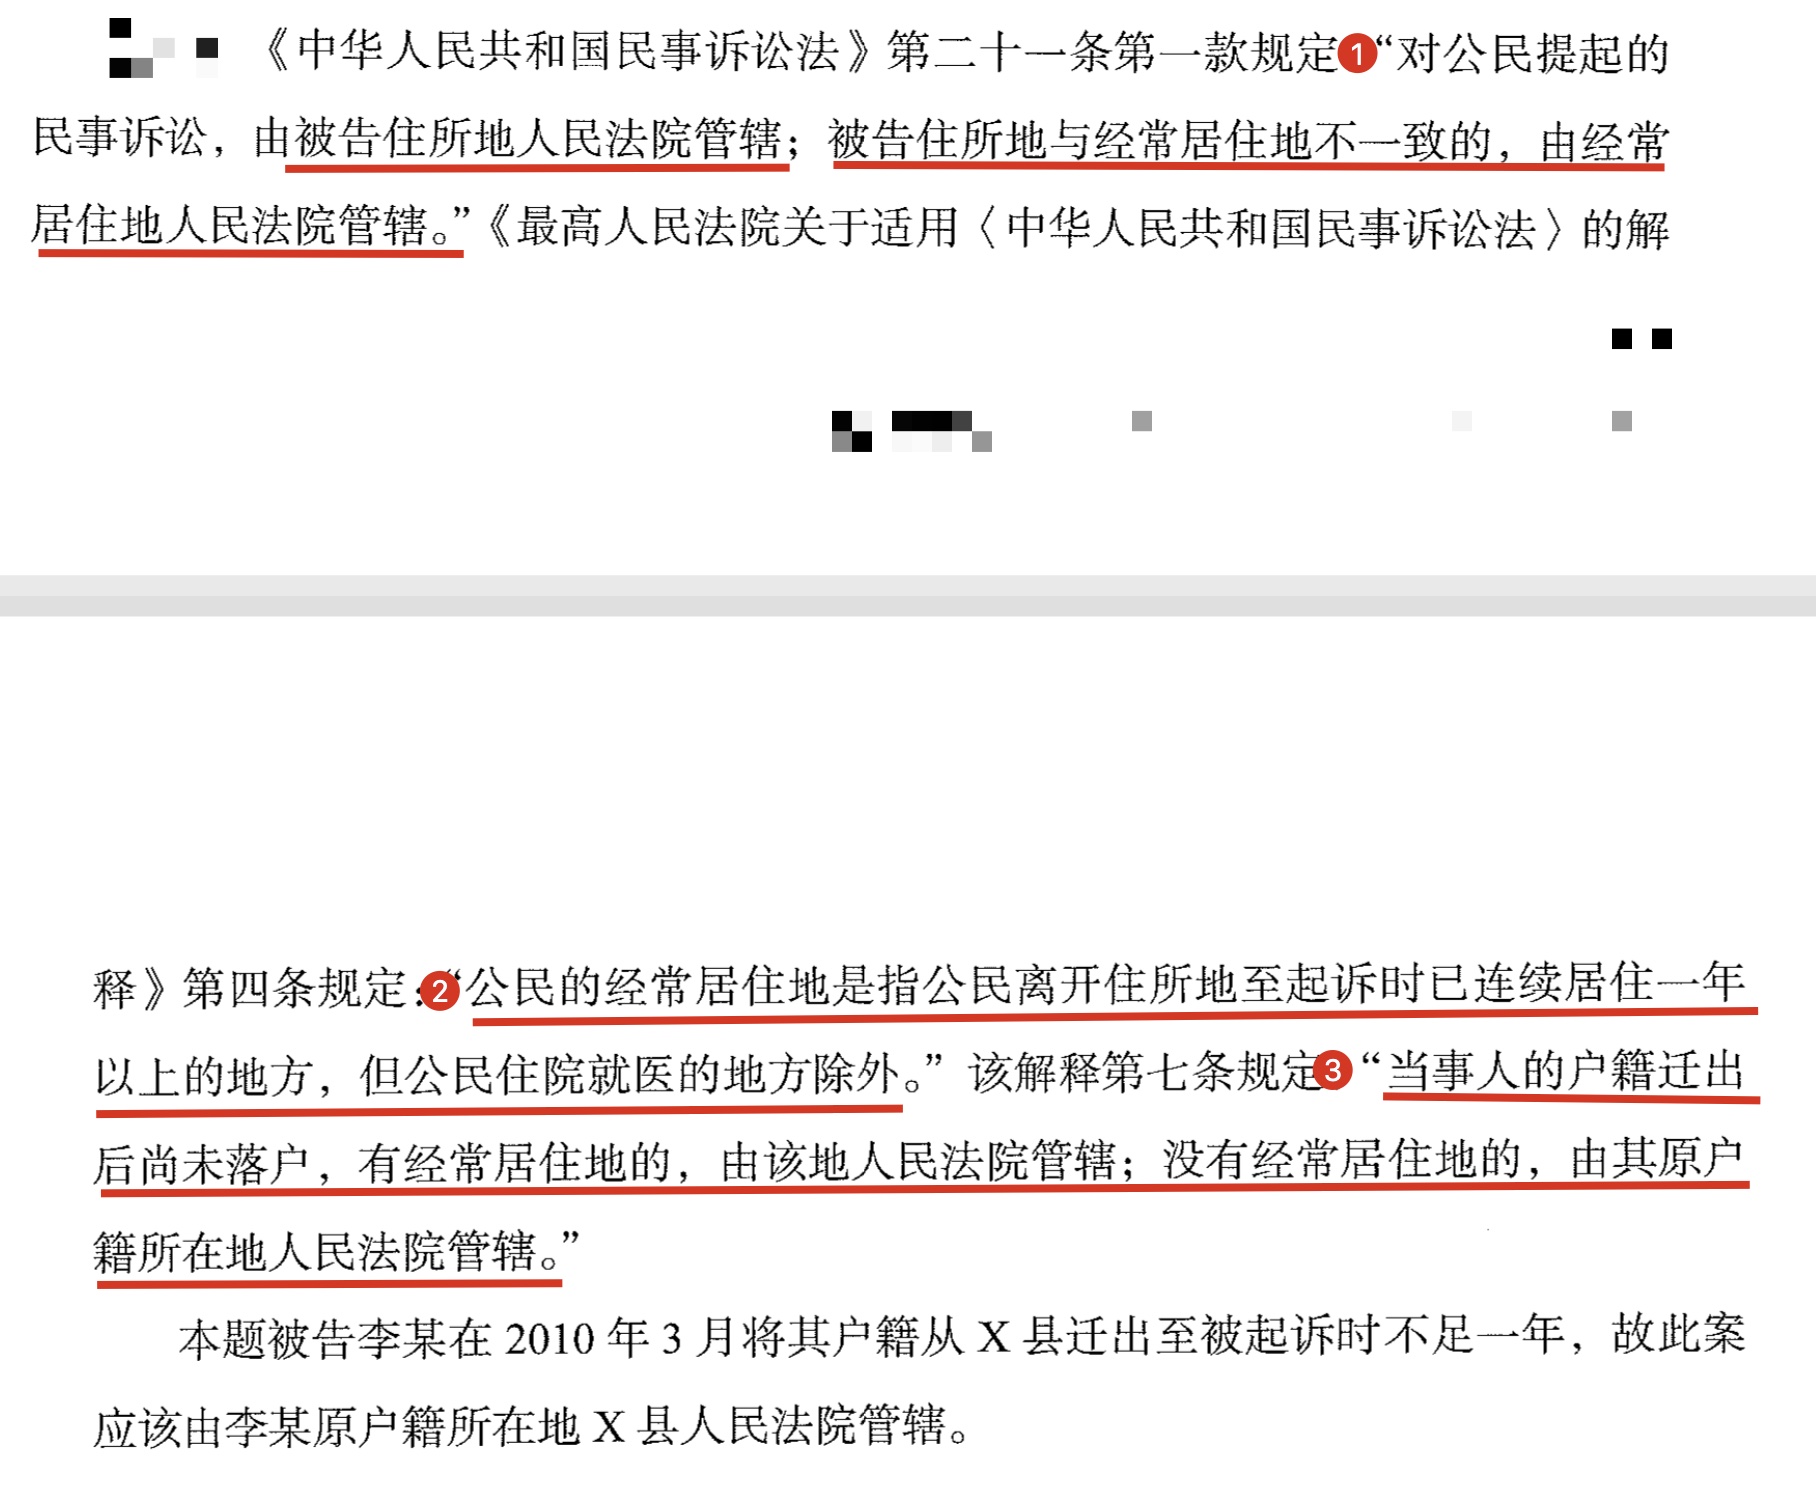 《中华人民共和国民事诉讼法》第二十一条第一款规定1“对公民提起的
民事诉讼，由被告住所地人民法院管辖；被告住所地与经常居住地不一致的，由经常
居住地人民法院管辖。”《最高人民法院关于适用〈中华人民共和国民事诉讼法〉的解
释》第四条规定：2“公民的经常居住地是指公民离开住所地至起诉时已连续居住一年
以上的地方，但公民住院就医的地方除外。”该解释第七条规定3“当事人的户籍迁出
后尚未落户，有经常居住地的，由该地人民法院管辖；没有经常居住地的，由其原户
籍所在地人民法院管辖。”
本题被告李某在 2010 年 3 月将其户籍从 X 县迁出至被起诉时不足一年，故此案
应该由李某原户籍所在地 X 县人民法院管辖。